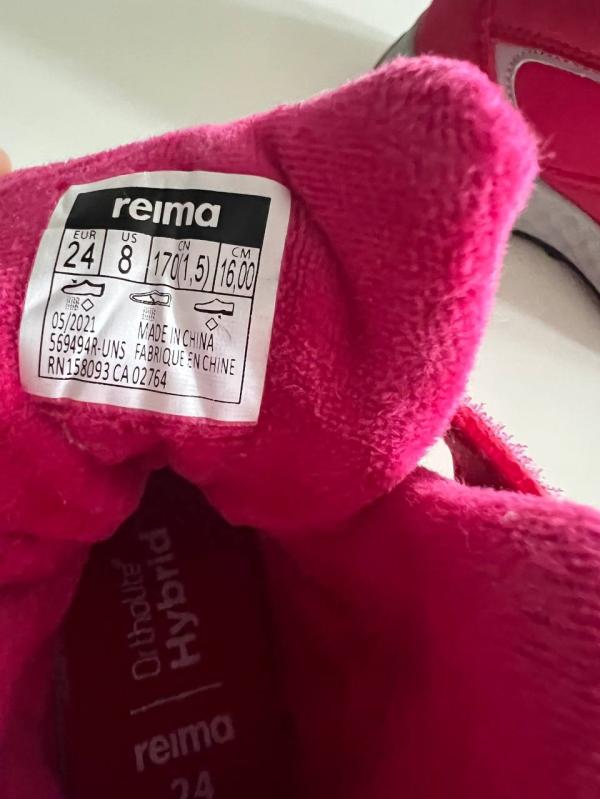 reima
EUR US CN CM
24 8 170(1,5) 16,00
05/2021 MADE IN CHINA
569494R-UNS FABRIQUE EN CHINE
RN158093 CA 02764
OrthoLite
Hybrid
reima
24